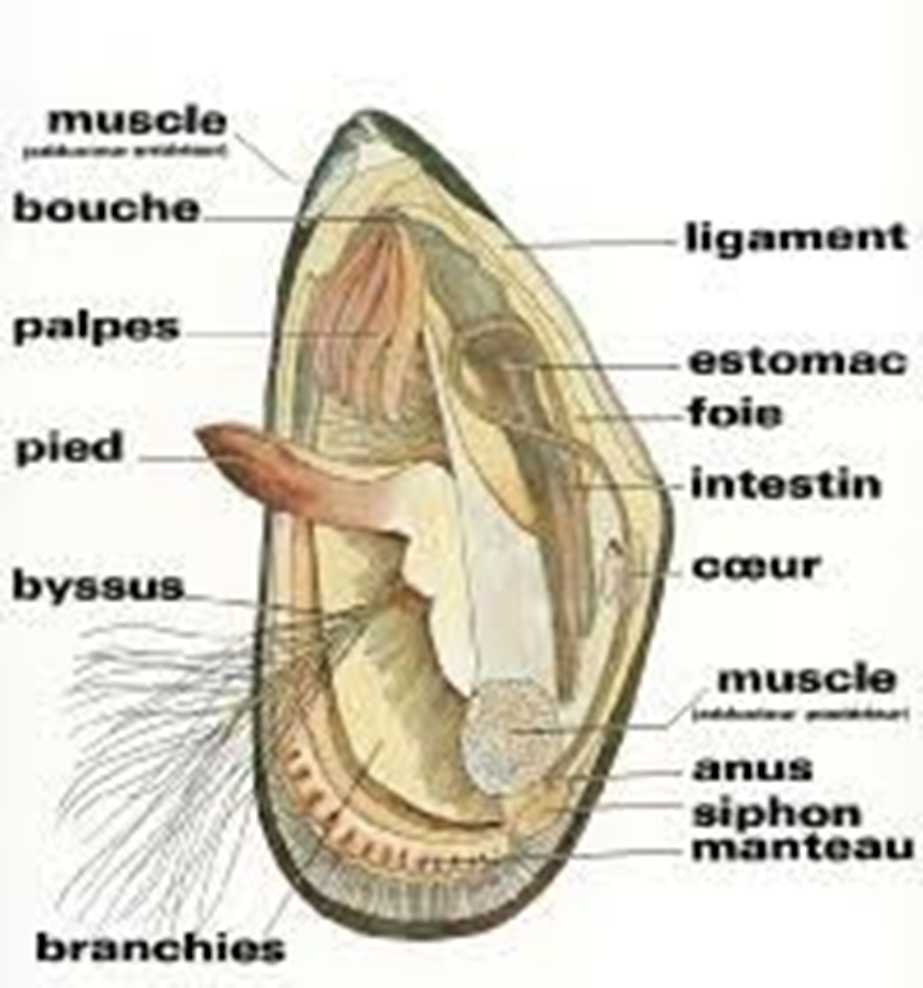 muscle
bouche
palpes
pied
byssus
branchies
ligament
estomac
foie
intestin
cœur
muscle
anus
siphon
manteau